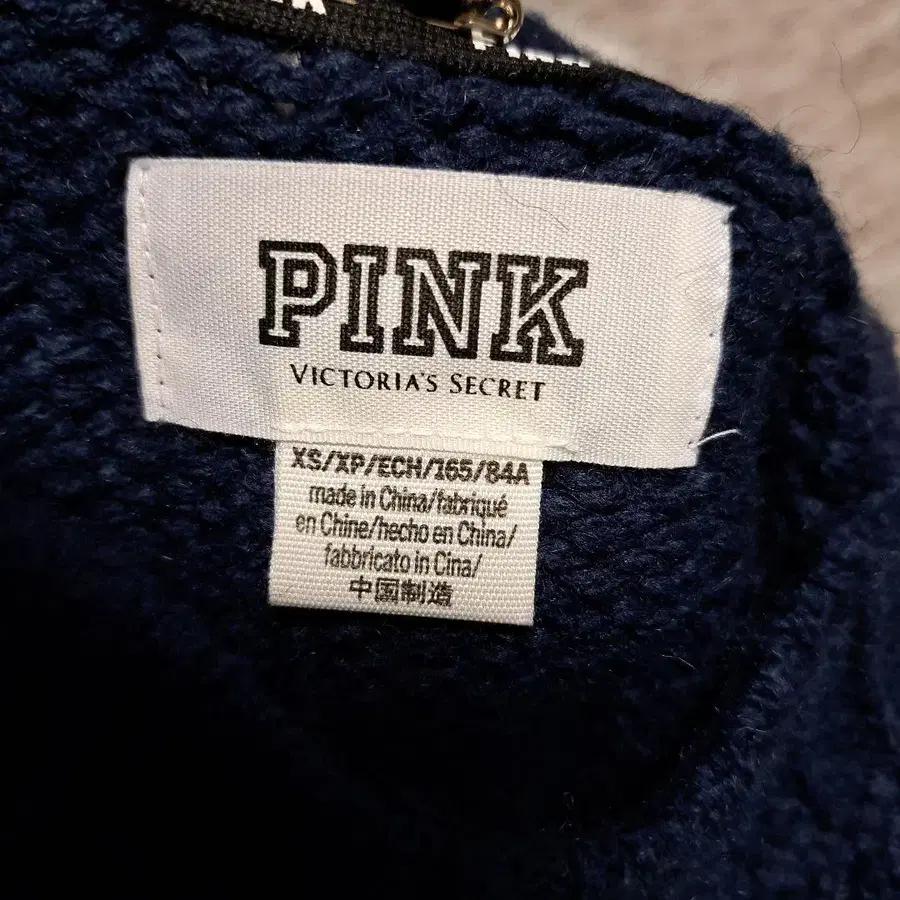 PINK
VICTORIA'S SECRET
XS/XP/ECH/165/84A
made in China/fabriqué
en Chine/hecho en China/
fabbricato in Cina/
中国制造